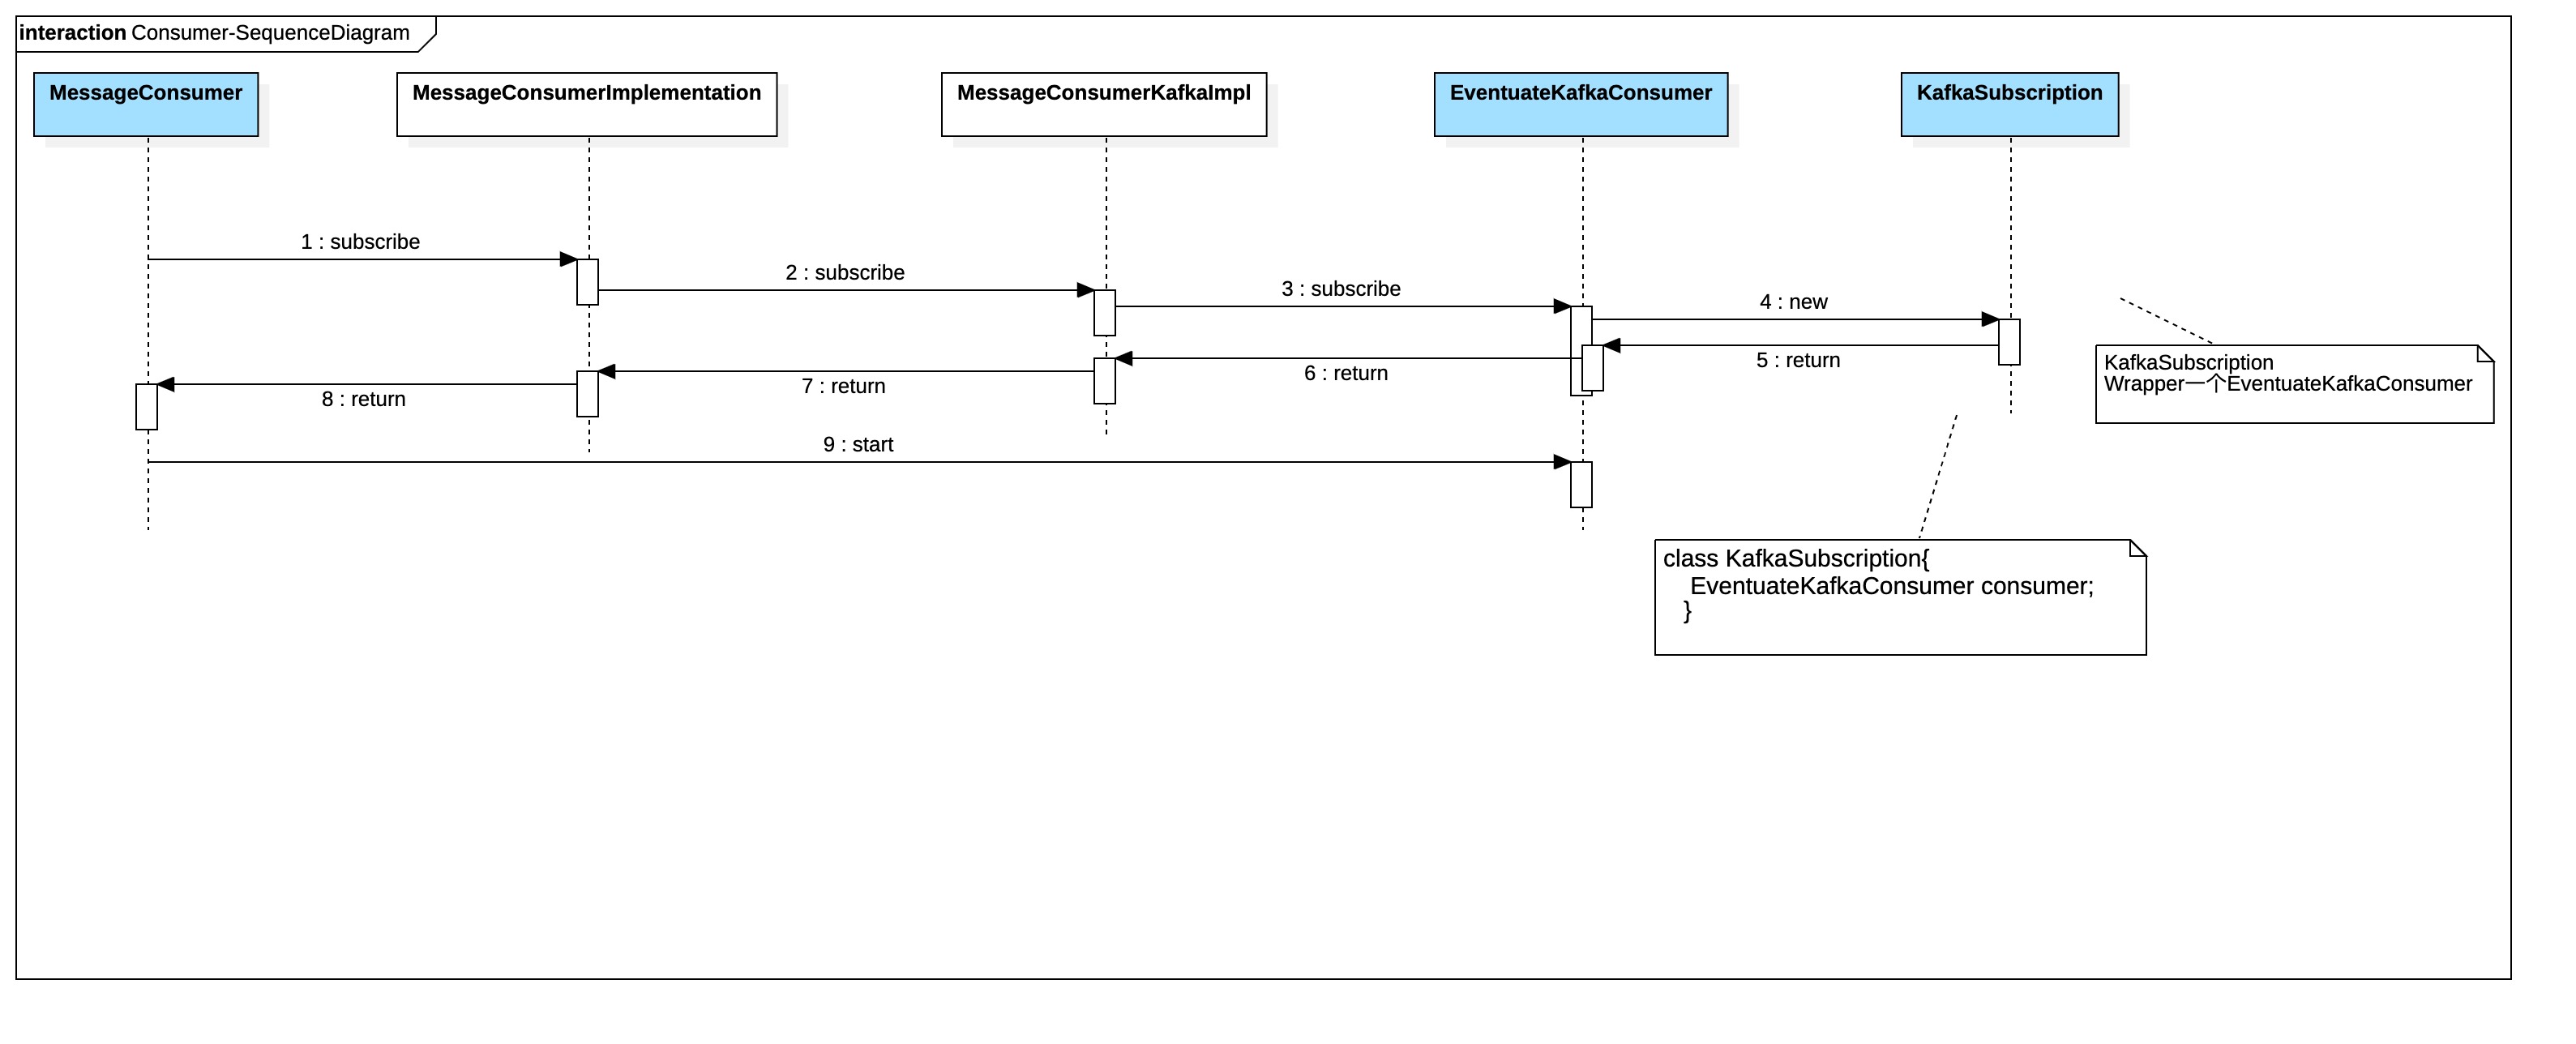 interaction Consumer-SequenceDiagram
MessageConsumer
MessageConsumerImplementation
MessageConsumerKafkaImpl
EventuateKafkaConsumer
KafkaSubscription
1 : subscribe
2 : subscribe
3 : subscribe
4 : new
5 : return
6 : return
7 : return
8 : return
9 : start
KafkaSubscription
Wrapper一个EventuateKafkaConsumer
class KafkaSubscription{
EventuateKafkaConsumer consumer;
}